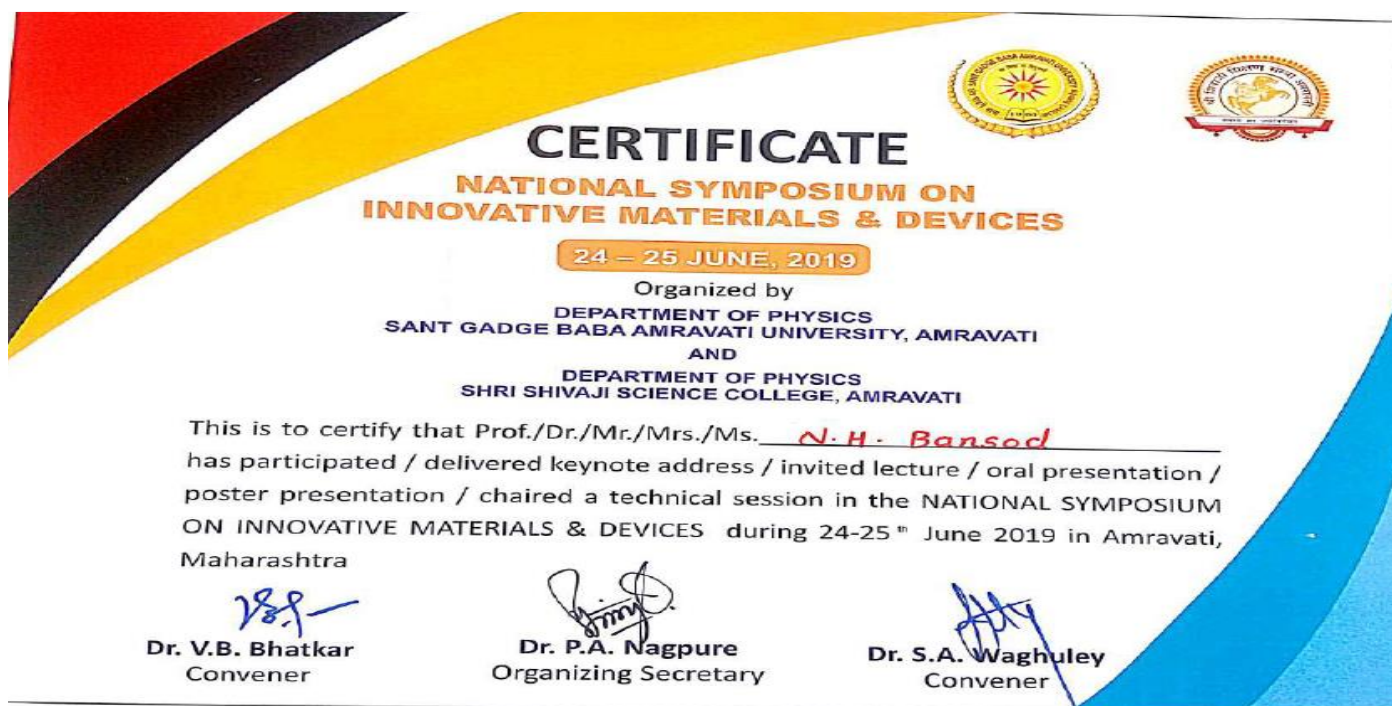 CERTIFICATE
NATIONAL SYMPOSIUM ON
INNOVATIVE MATERIALS & DEVICES
24 – 25 JUNE, 2019
Organized by
DEPARTMENT OF PHYSICS
SANT GADGE BABA AMRAVATI UNIVERSITY, AMRAVATI
AND
DEPARTMENT OF PHYSICS
SHRI SHIVAJI SCIENCE COLLEGE, AMRAVATI
This is to certify that Prof./Dr./Mr./Mrs./Ms. N. H. Bansod
has participated / delivered keynote address / invited lecture / oral presentation /
poster presentation / chaired a technical session in the NATIONAL SYMPOSIUM
ON INNOVATIVE MATERIALS & DEVICES during 24-25th June 2019 in Amravati,
Maharashtra
Dr. V.B. Bhatkar
Convener
Dr. P.A. Nagpure
Organizing Secretary
Dr. S.A. Waghuley
Convener